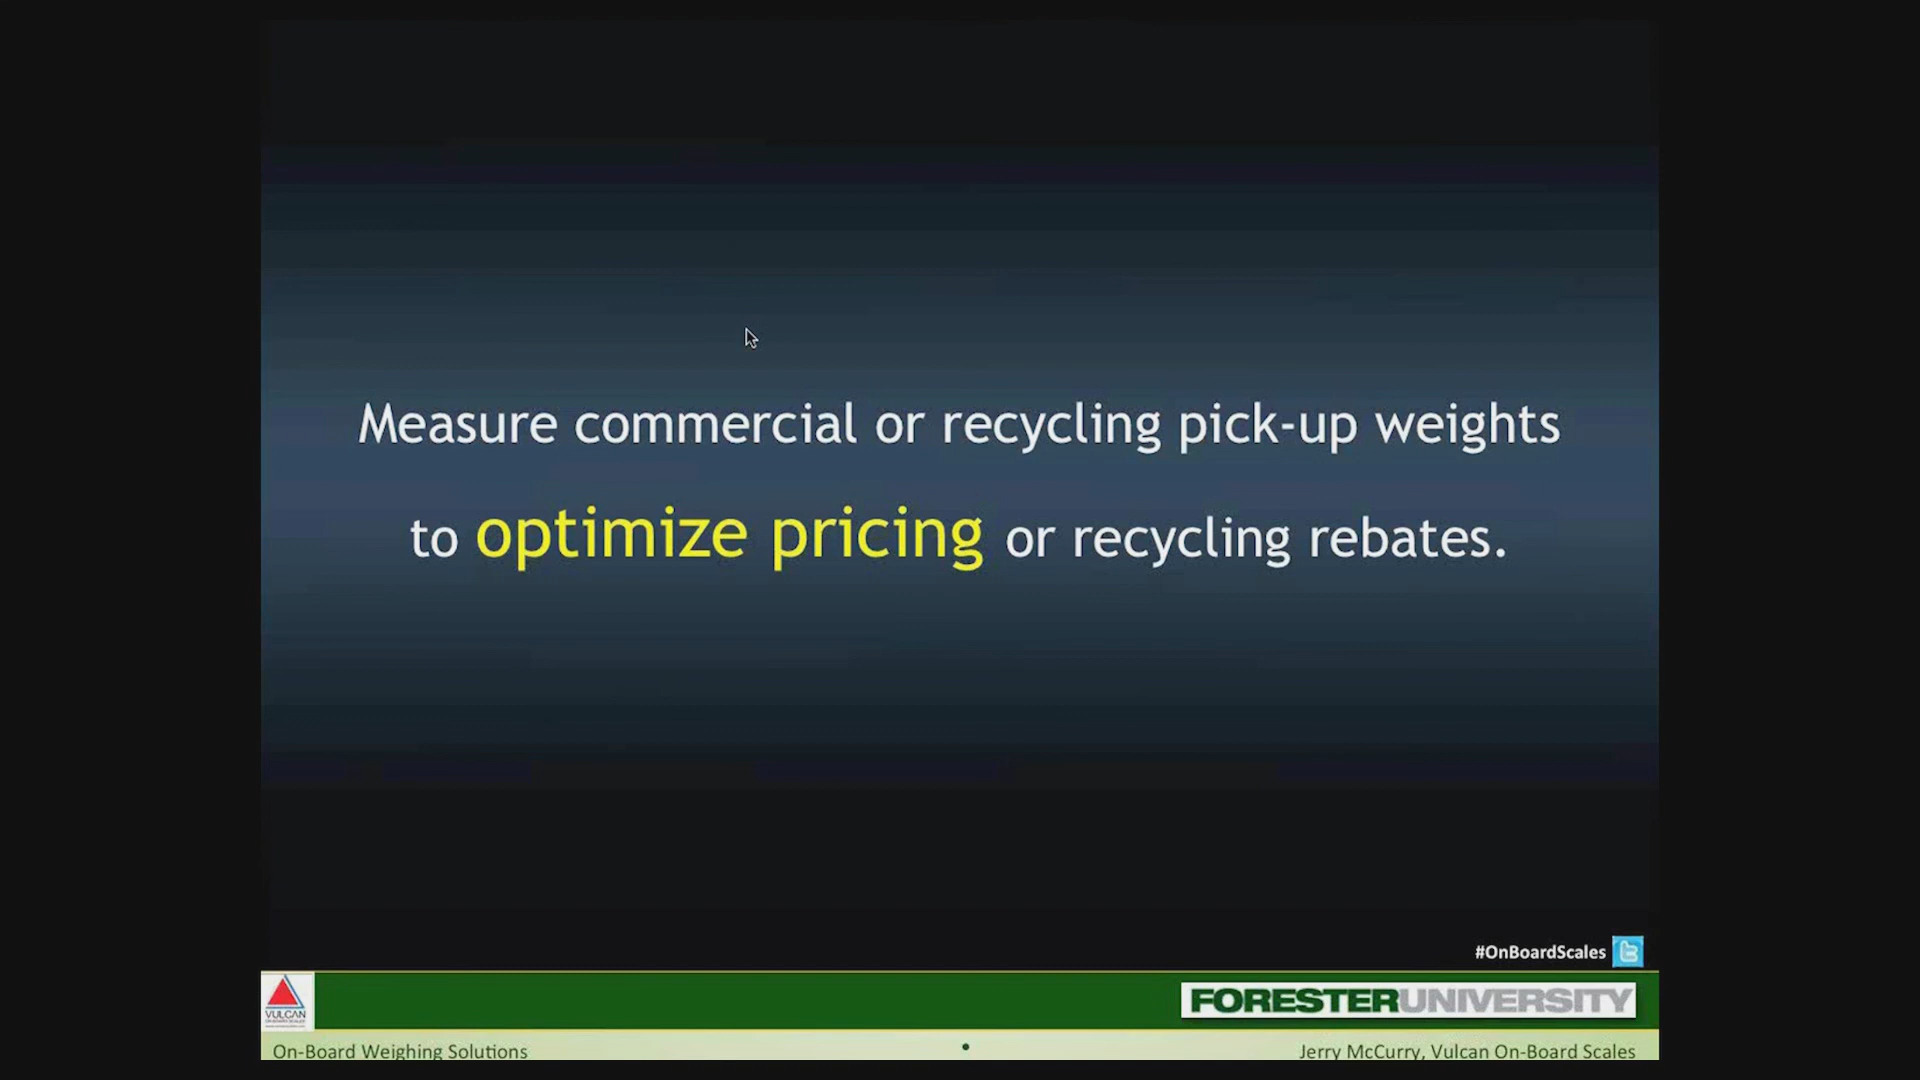 Measure commercial or recycling pick-up weights
to optimize pricing or recycling rebates.
#OnBoardScales
VULCAN
FORESTERUNIVERSITY
On-Board Weighing Solutions
Jerry McCurry, Vulcan On-Board Scales